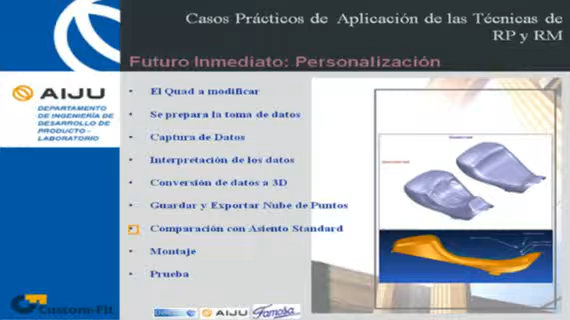 Casos Prácticos de Aplicación de las Técnicas de
RP y RM
Futuro Inmediato: Personalización
AIJU
DEPARTAMENTO
DE INGENIERÍA DE
DESARROLLO DE
PRODUCTO -
LABORATORIO
El Quad a modificar
Se prepara la toma de datos
Captura de Datos
Interpretación de los datos
Conversión de datos a 3D
Guardar y Exportar Nube de Puntos
Comparación con Asiento Standard
Montaje
Prueba
Custom-Fit
AIJU
Famosa